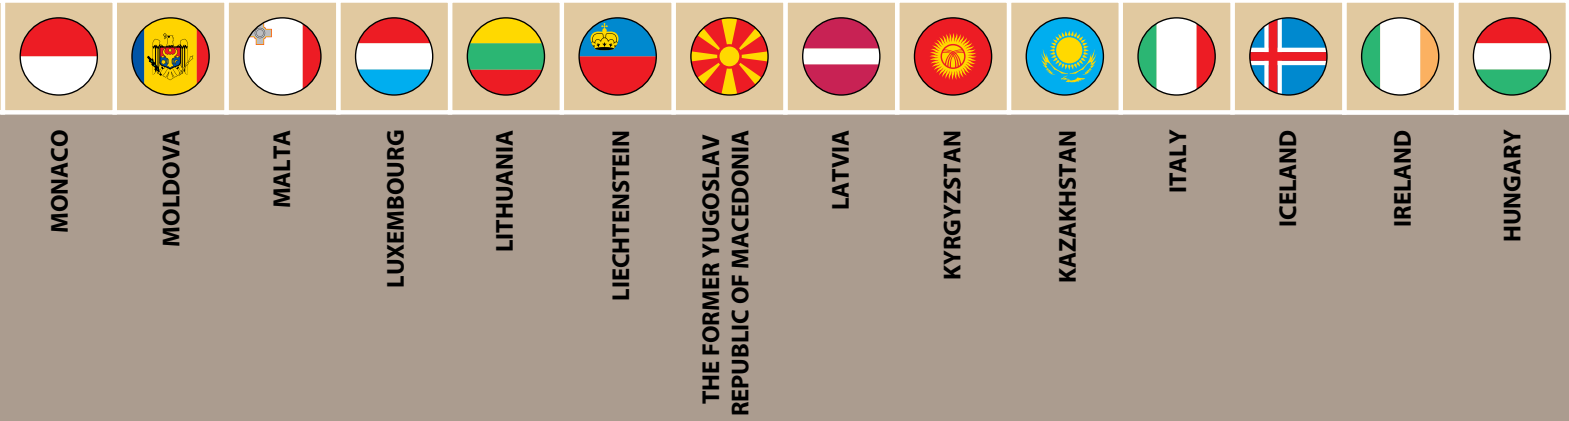 MONACO
MOLDOVA
MALTA
LUXEMBOURG
LITHUANIA
LIECHTENSTEIN
THE FORMER YUGOSLAV
REPUBLIC OF MACEDONIA
LATVIA
KYRGYZSTAN
KAZAKHSTAN
ITALY
ICELAND
IRELAND
HUNGARY